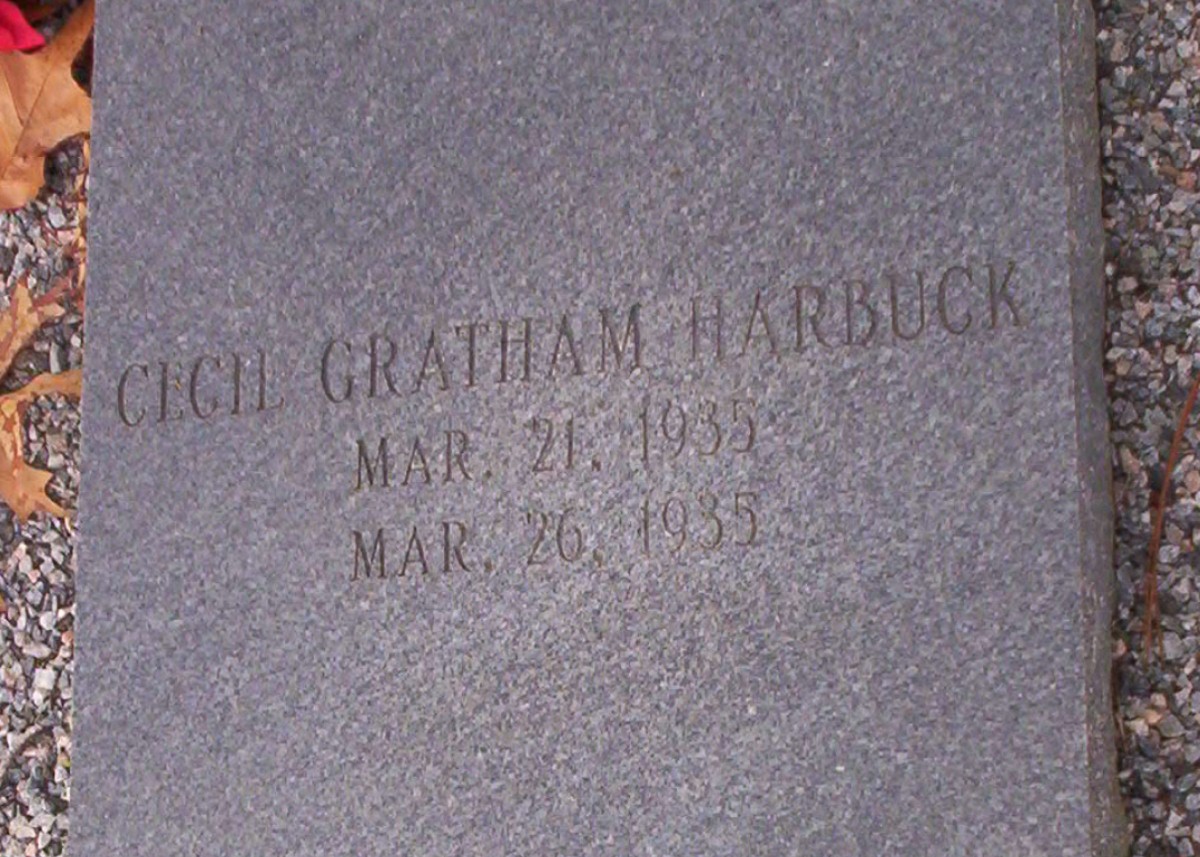 CECIL GRATHAM HARBUCK
MAR. 21, 1935
MAR. 26, 1935